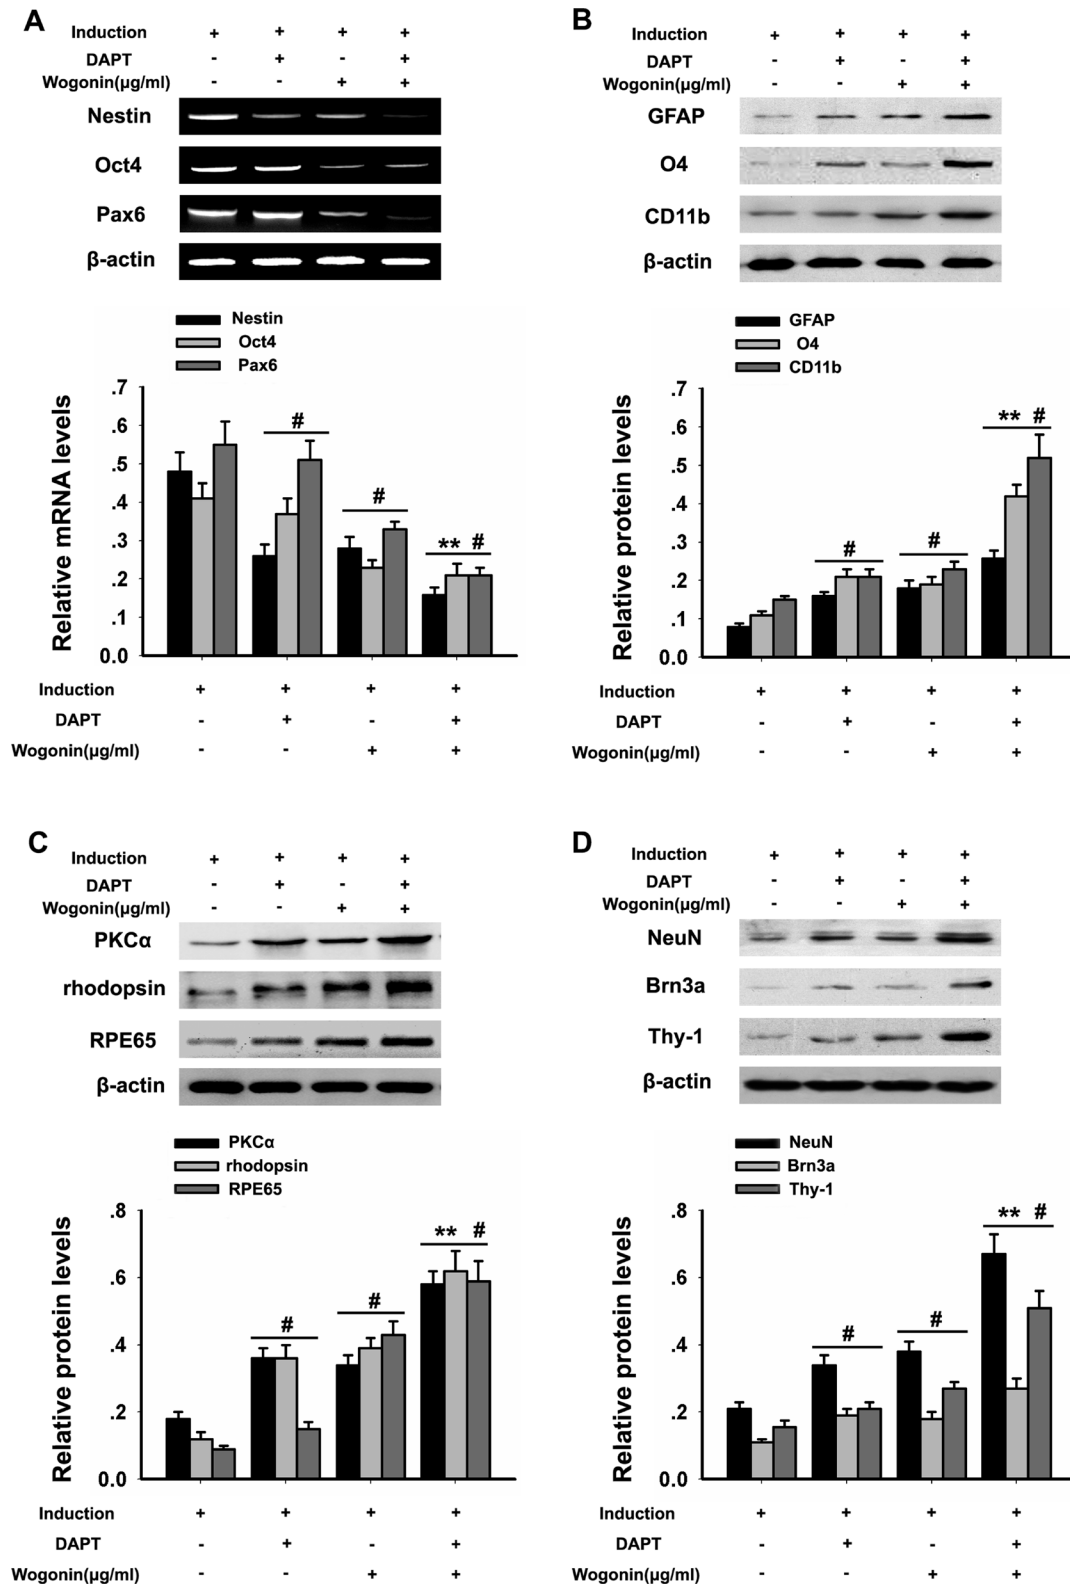 A
Induction + + + +
DAPT - + - +
Wogonin(µg/ml) - - + +
Nestin
Oct4
Pax6
β-actin
Nestin
Oct4
Pax6
Relative mRNA levels
.7
.6
.5
.4
.3
.2
.1
0.0
#
#
** #
Induction + + + +
DAPT - + - +
Wogonin(µg/ml) - - + +
B
Induction + + + +
DAPT - + - +
Wogonin(µg/ml) - - + +
GFAP
O4
CD11b
β-actin
GFAP
O4
CD11b
Relative protein levels
.7
.6
.5
.4
.3
.2
.1
0.0
#
#
** #
Induction + + + +
DAPT - + - +
Wogonin(µg/ml) - - + +
C
Induction + + + +
DAPT - + - +
Wogonin(µg/ml) - - + +
PKCα
rhodopsin
RPE65
β-actin
PKCα
rhodopsin
RPE65
Relative protein levels
.8
.6
.4
.2
0.0
#
#
** #
Induction + + + +
DAPT - + - +
Wogonin(µg/ml) - - + +
D
Induction + + + +
DAPT - + - +
Wogonin(µg/ml) - - + +
NeuN
Brn3a
Thy-1
β-actin
NeuN
Brn3a
Thy-1
Relative protein levels
.8
.6
.4
.2
0.0
#
#
** #
Induction + + + +
DAPT - + - +
Wogonin(µg/ml) - - + +